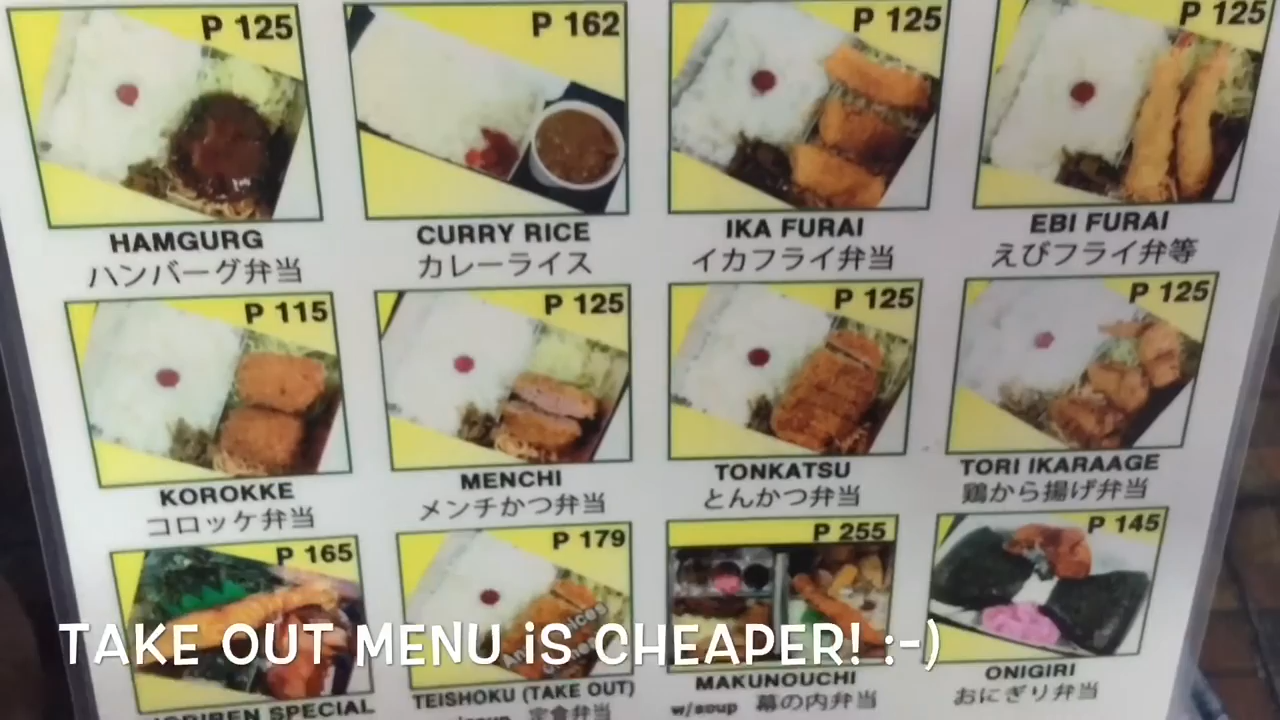 P 125
P 162
P 125
P 125
HAMGURG
ハンバーグ弁当
CURRY RICE
カレーライス
IKA FURAI
イカフライ弁当
EBI FURAI
えびフライ弁等
P 115
P 125
P 125
P 125
KOROKKE
コロッケ弁当
MENCHI
メンチかつ弁当
TONKATSU
とんかつ弁当
TORI IKARAAGE
鶏から揚げ弁当
P 165
P 179
P 255
P 145
TAKE OUT MENU iS CHEAPER! :-)
SPECIAL
TEISHOKU (TAKE OUT)
定食弁当
MAKUNOUCHI
w/soup 幕の内弁当
ONIGIRI
おにぎり弁当